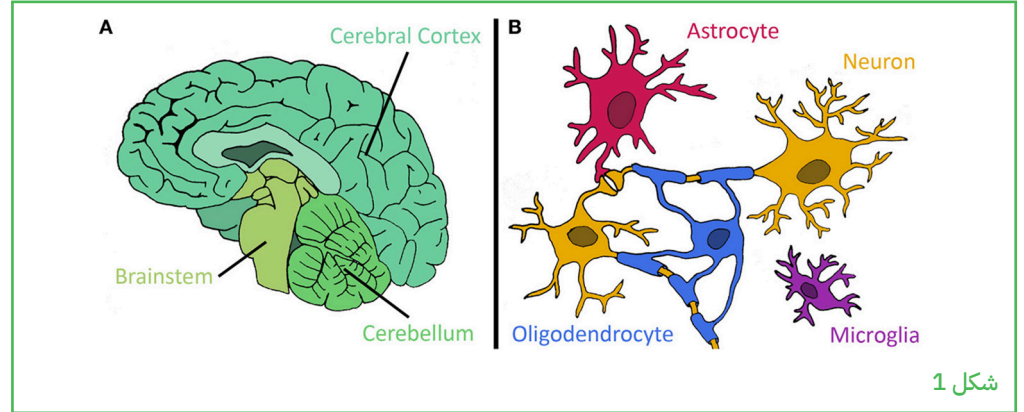 A
Cerebral Cortex
Brainstem
Cerebellum
B
Astrocyte
Neuron
Oligodendrocyte
Microglia
شكل 1